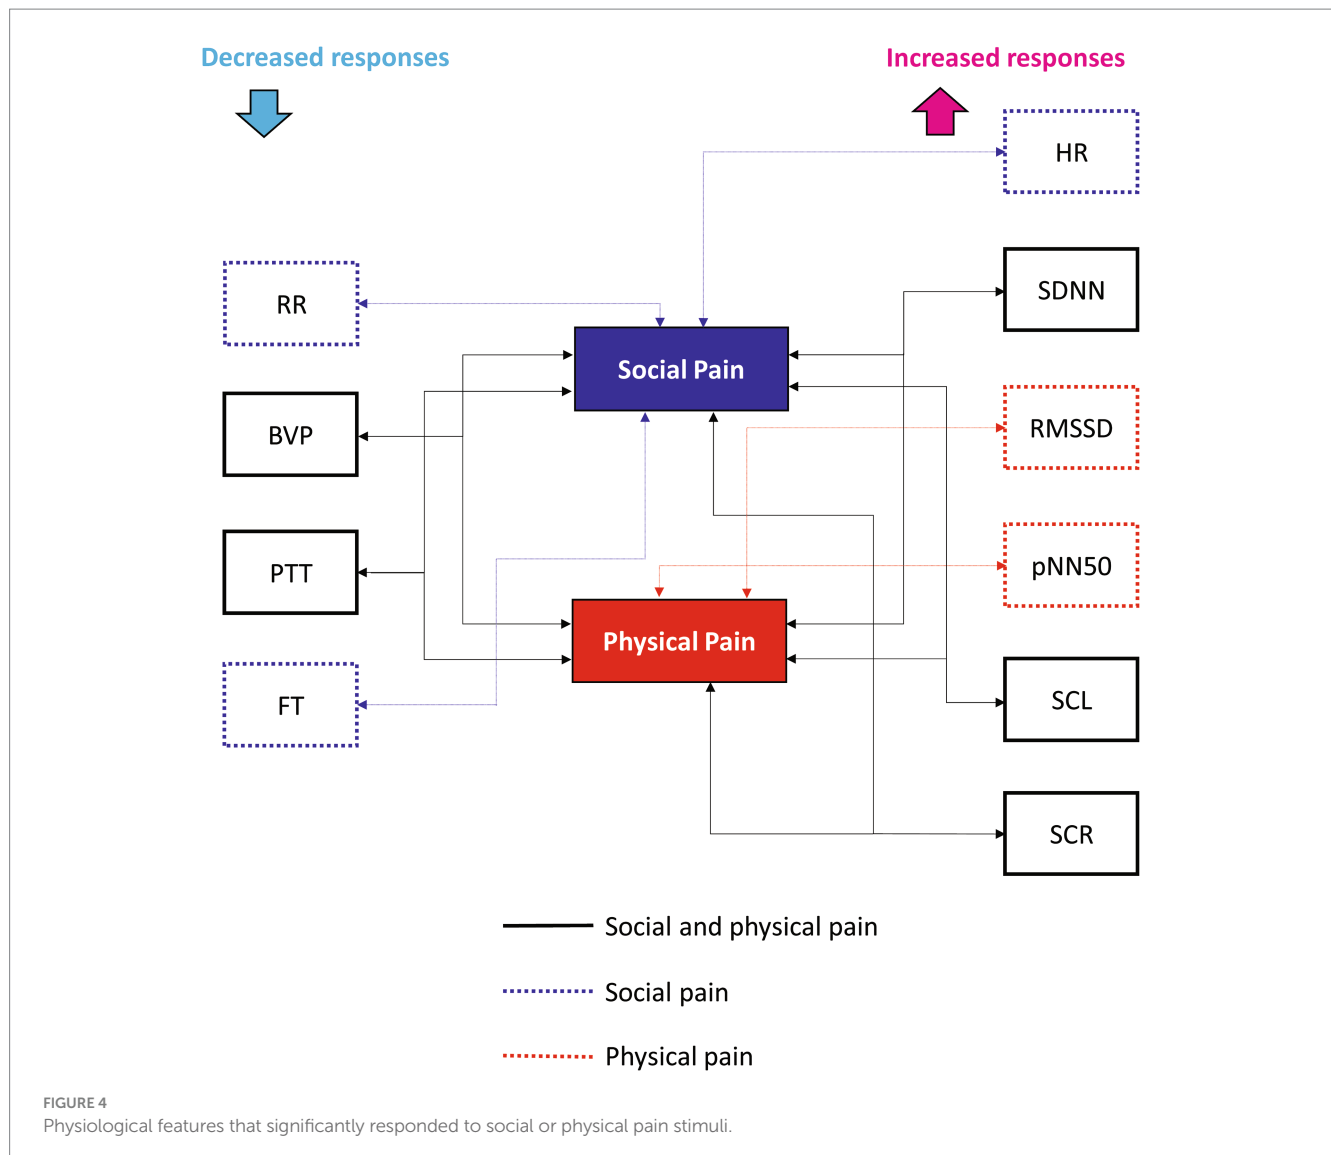 Decreased responses
Increased responses
HR
RR
SDNN
Social Pain
BVP
RMSSD
PTT
pNN50
Physical Pain
FT
SCL
SCR
Social and physical pain
Social pain
Physical pain
FIGURE 4
Physiological features that significantly responded to social or physical pain stimuli.